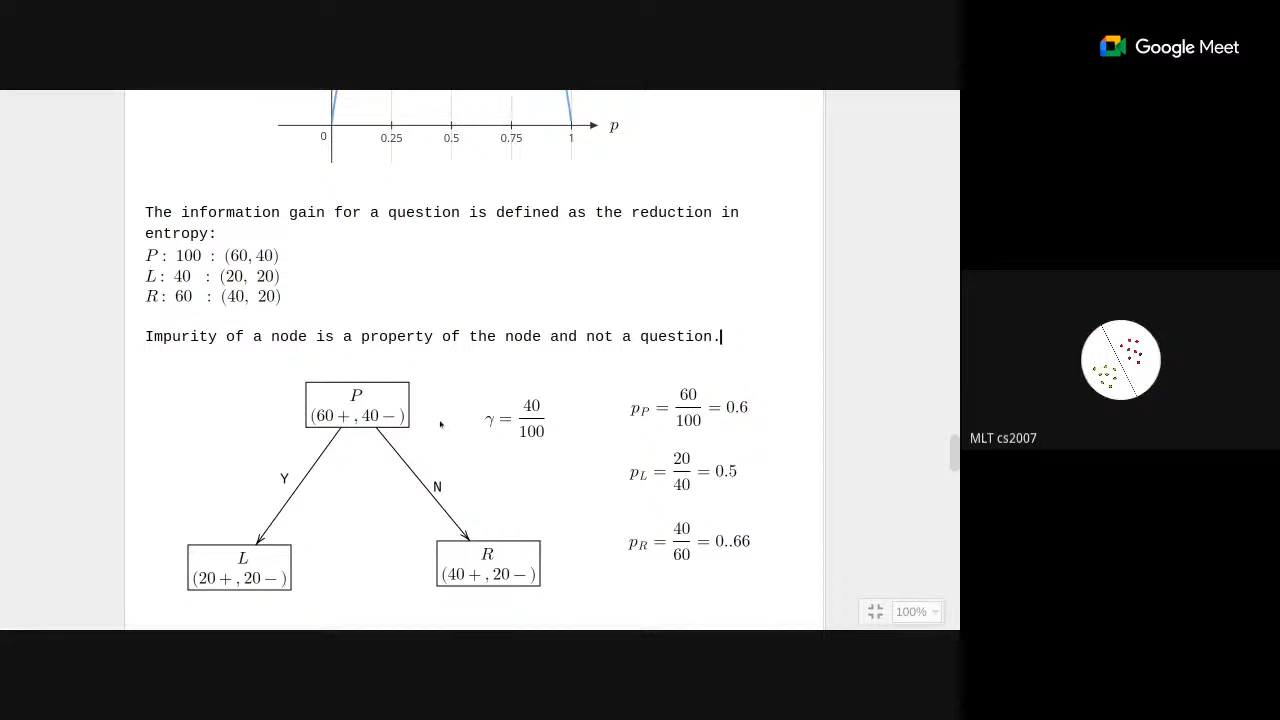 Google Meet
p
0
0.25
0.5
0.75
1
The information gain for a question is defined as the reduction in
entropy:
P : 100 : (60, 40)
L : 40 : (20, 20)
R : 60 : (40, 20)
Impurity of a node is a property of the node and not a question.
P
(60 + , 40 − )
γ = 40/100
p_P = 60/100 = 0.6
p_L = 20/40 = 0.5
Y
N
p_R = 40/60 = 0..66
L
(20 + , 20 − )
R
(40 + , 20 − )
100%
MLT cs2007